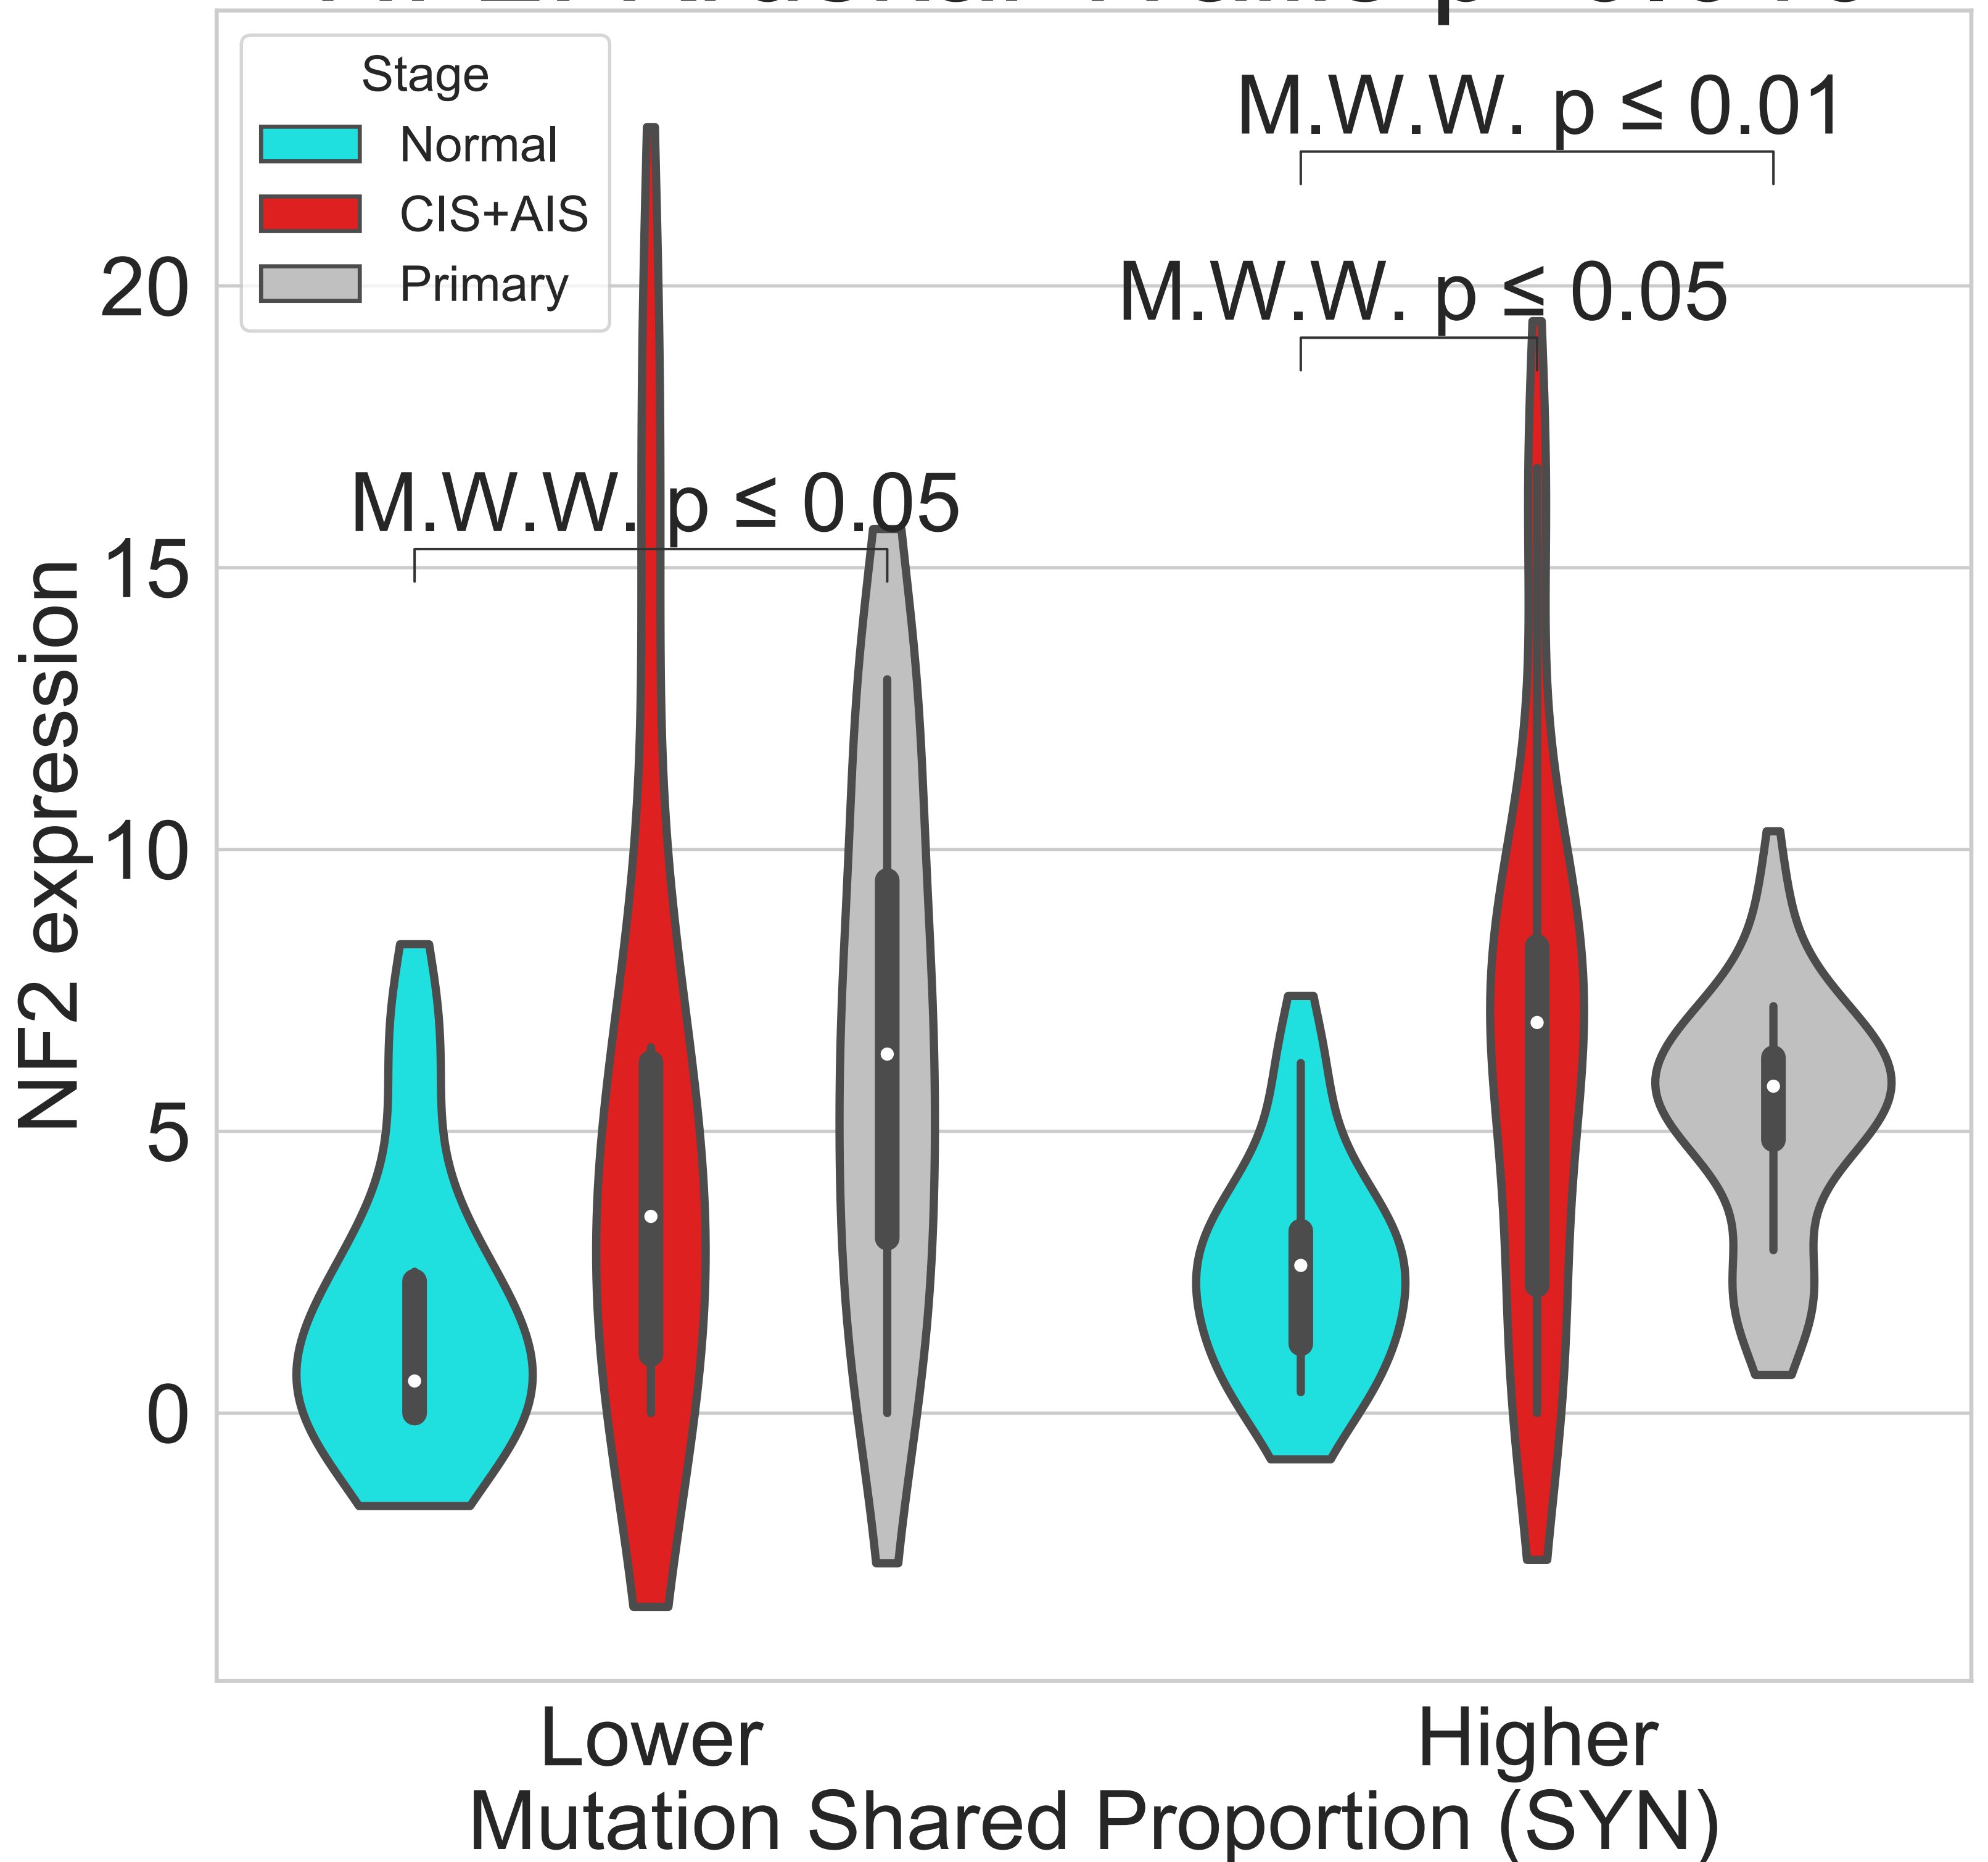 Stage
Normal
CIS+AIS
Primary
M.W.W. p ≤ 0.01
M.W.W. p ≤ 0.05
M.W.W. p ≤ 0.05
20
15
10
5
0
NF2 expression
Lower
Higher
Mutation Shared Proportion (SYN)